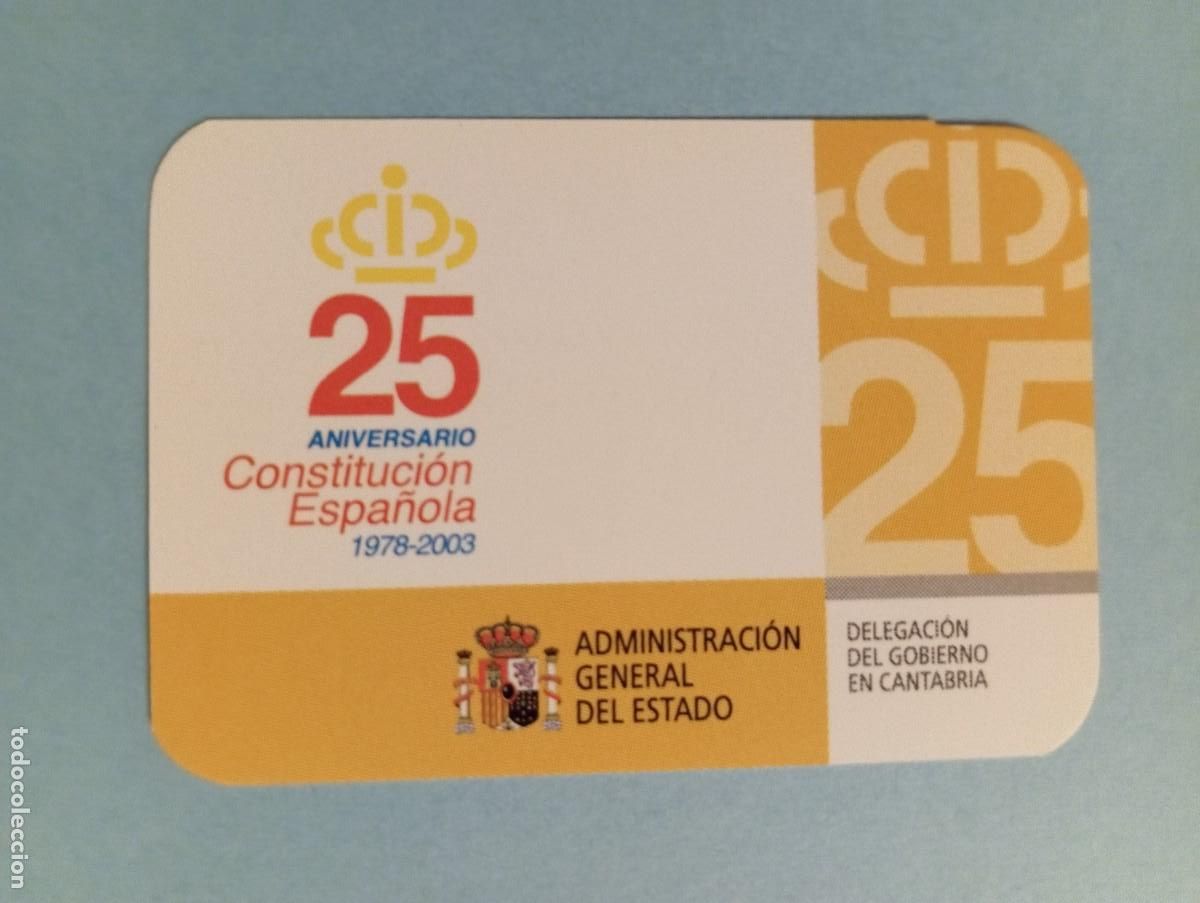 25
ANIVERSARIO
Constitución
Española
1978-2003
25
ADMINISTRACIÓN
GENERAL
DEL ESTADO
DELEGACIÓN
DEL GOBIERNO
EN CANTABRIA
todocoleccion